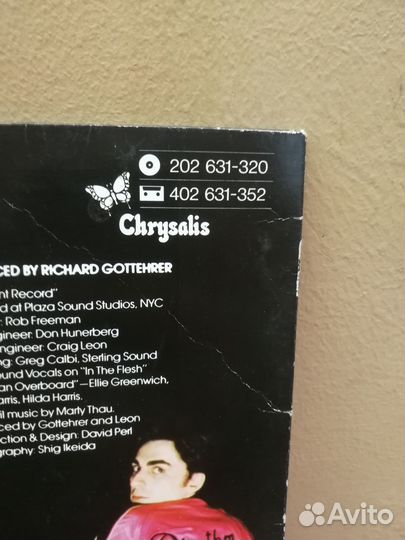 202 631-320
402 631-352
Chrysalis
CED BY RICHARD GOTTEHRER
nt Record"
d at Plaza Sound Studios, NYC
: Rob Freeman
gineer: Don Hunerberg
ngineer: Craig Leon
ng: Greg Calbi, Sterling Sound
ound Vocals on "In The Flesh"
an Overboard"—Ellie Greenwich,
arris, Hilda Harris.
il music by Marty Thau.
uced by Gottehrer and Leon
ction & Design: David Perl
graphy: Shig Ikeida
thm
Avito